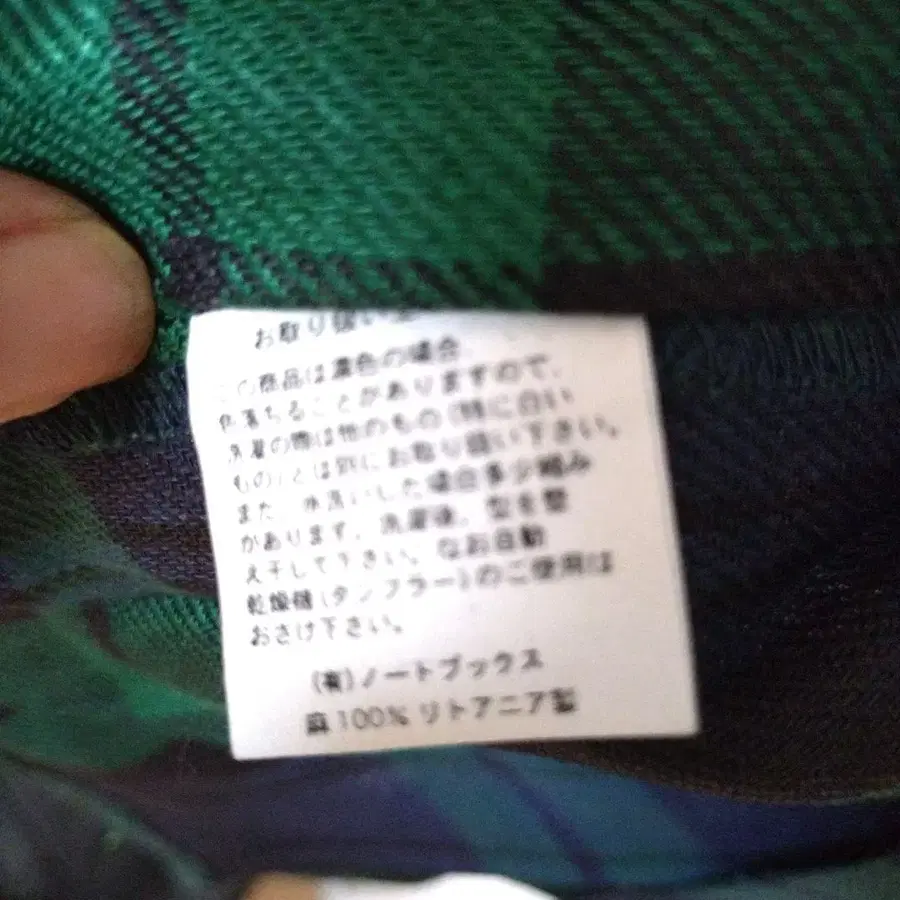 お取り扱い
この商品は濃色の場合、
色落ちることがありますので、
洗濯の際は他のもの(特に白い
もの)とは別にお取り扱い下さい。
また、水洗いした場合多少縮み
があります。洗濯後、型を整
え干して下さい。なお自動
乾燥機(タンブラー)のご使用は
おさけ下さい。
(有)ノートブックス
麻100% リトアニア製